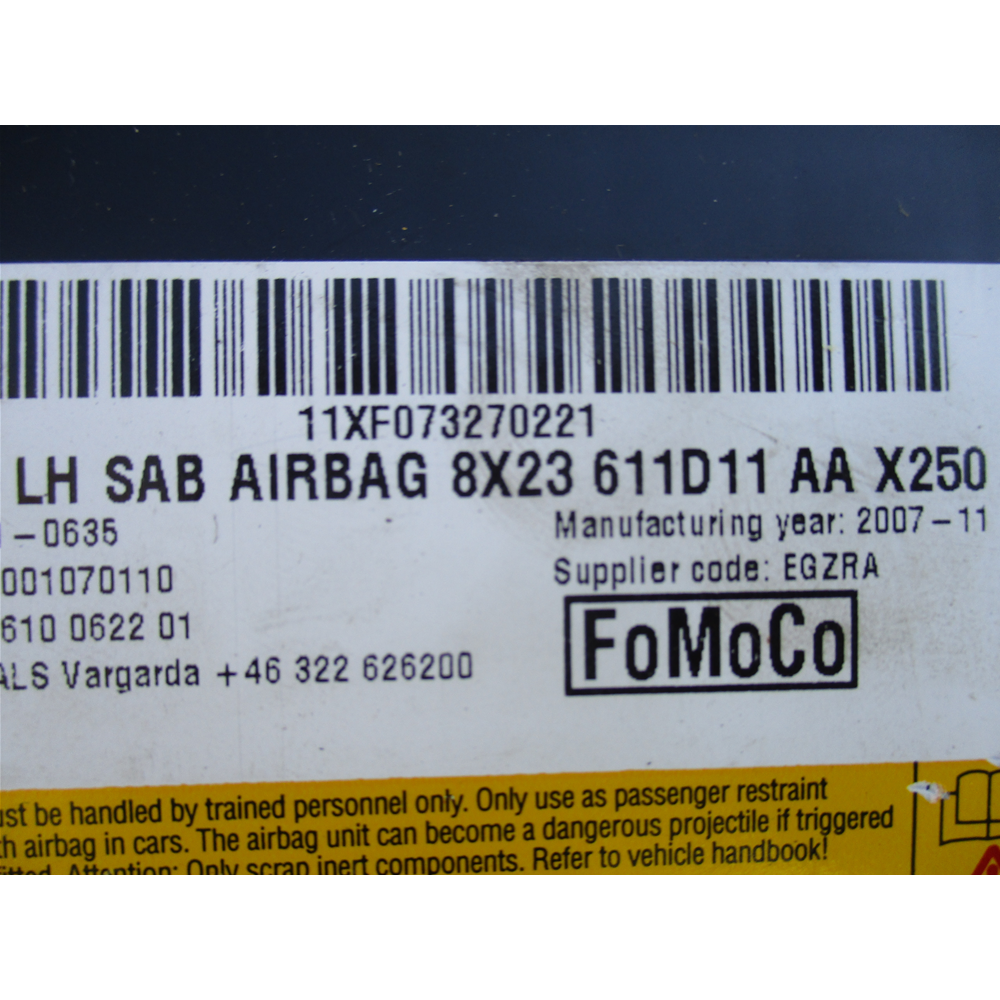 11XF073270221
LH SAB AIRBAG 8X23 611D11 AA X250
-0635
Manufacturing year: 2007-11
001070110
Supplier code: EGZRA
610 0622 01
FoMoCo
ALS Vargarda +46 322 626200
be handled by trained personnel only. Only use as passenger restraint
airbag in cars. The airbag unit can become a dangerous projectile if triggered
Attention: Only scrap inert components. Refer to vehicle handbook!